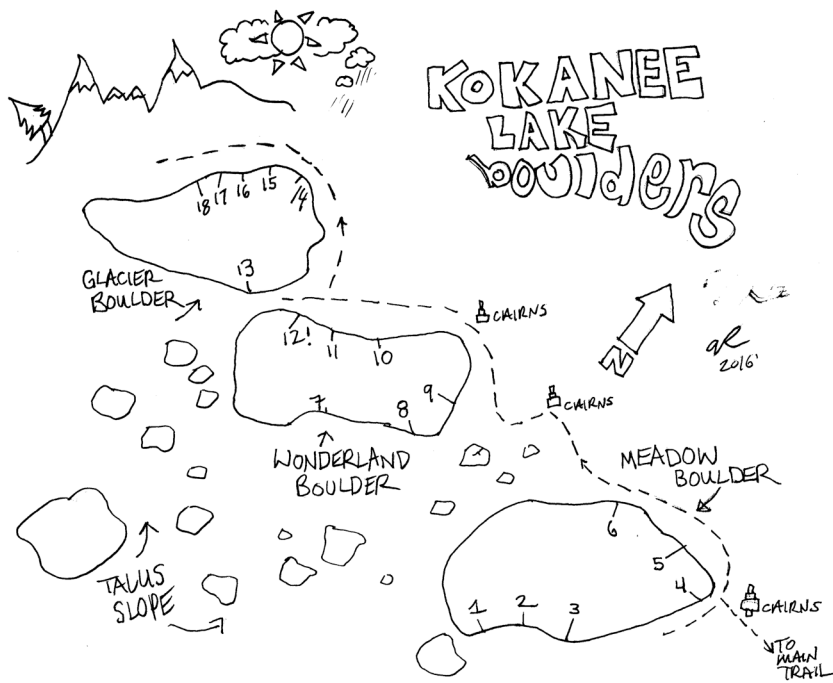 KOKANEE
LAKE
boulders
18 17 16 15 14
13
GLACIER
BOULDER
CAIRNS
N
2016'
12! 11 10
9
7 8
CAIRNS
WONDERLAND
BOULDER
MEADOW
BOULDER
6
5
4
1 2 3
TALUS
SLOPE
CAIRNS
TO
MAIN
TRAIL